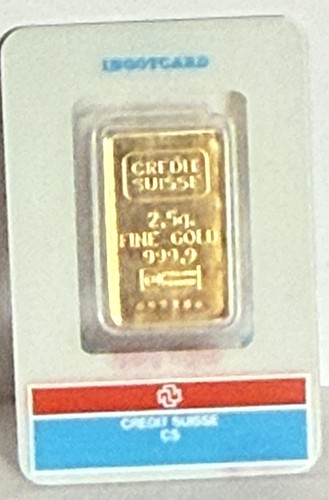 INGOTCARD
CREDIT
SUISSE
2,5g.
FINE GOLD
999,9
CREDIT SUISSE
CS